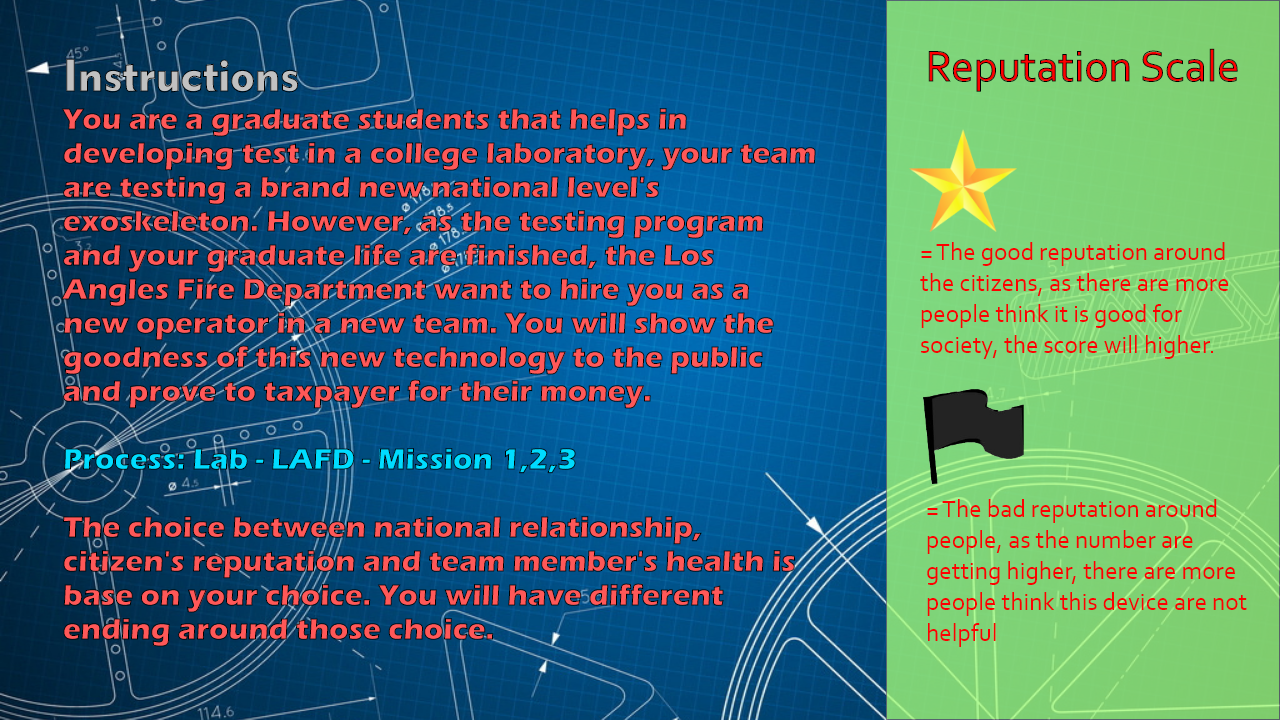 Instructions
You are a graduate students that helps in
developing test in a college laboratory, your team
are testing a brand new national level's
exoskeleton. However, as the testing program
and your graduate life are finished, the Los
Angles Fire Department want to hire you as a
new operator in a new team. You will show the
goodness of this new technology to the public
and prove to taxpayer for their money.
Process: Lab - LAFD - Mission 1,2,3
The choice between national relationship,
citizen's reputation and team member's health is
base on your choice. You will have different
ending around those choice.
Reputation Scale
= The good reputation around
the citizens, as there are more
people think it is good for
society, the score will higher.
= The bad reputation around
people, as the number are
getting higher, there are more
people think this device are not
helpful
45°
ø 178.5
ø 4.5
114.6